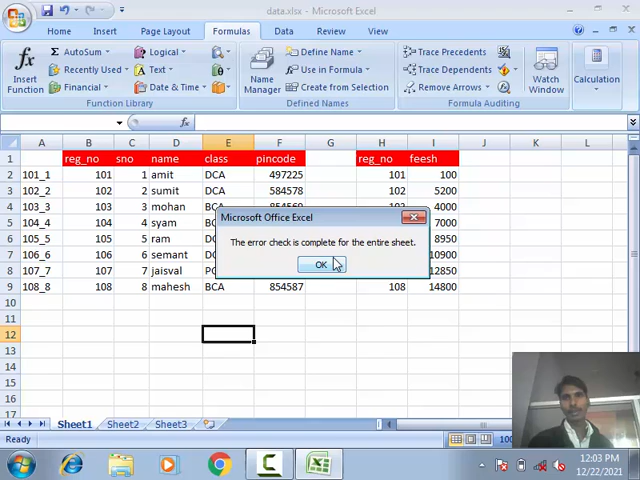 data.xlsx - Microsoft Excel
Home Insert Page Layout Formulas Data Review View
AutoSum Logical Define Name Trace Precedents
Recently Used Text Use in Formula Trace Dependents
Financial Date & Time Create from Selection Remove Arrows
Insert Function
Name Manager
Watch Window
Calculation
Function Library Defined Names Formula Auditing
E12
A B C D E F G H I J K L
1 reg_no sno name class pincode reg_no feesh
2 101_1 101 1 amit DCA 497225 101 100
3 102_2 102 2 sumit DCA 584578 102 5200
4 103_3 103 3 mohan 4000
5 104_4 104 4 syam 7000
6 105_5 105 5 ram 8950
7 106_6 106 6 semant 10900
8 107_7 107 7 jaisval 12850
9 108_8 108 8 mahesh BCA 854587 108 14800
10
11
12
13
14
15
16
17
Microsoft Office Excel
The error check is complete for the entire sheet.
OK
Sheet1 Sheet2 Sheet3
Ready
12:03 PM
12/22/2021